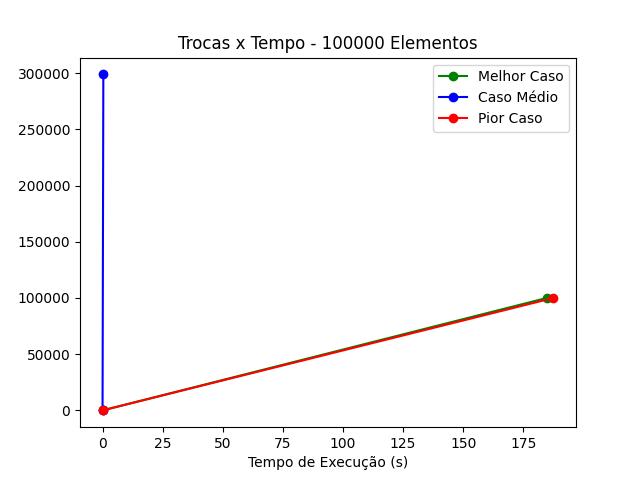 Trocas x Tempo - 100000 Elementos
Melhor Caso
Caso Médio
Pior Caso
300000
250000
200000
150000
100000
50000
0
0 25 50 75 100 125 150 175
Tempo de Execução (s)